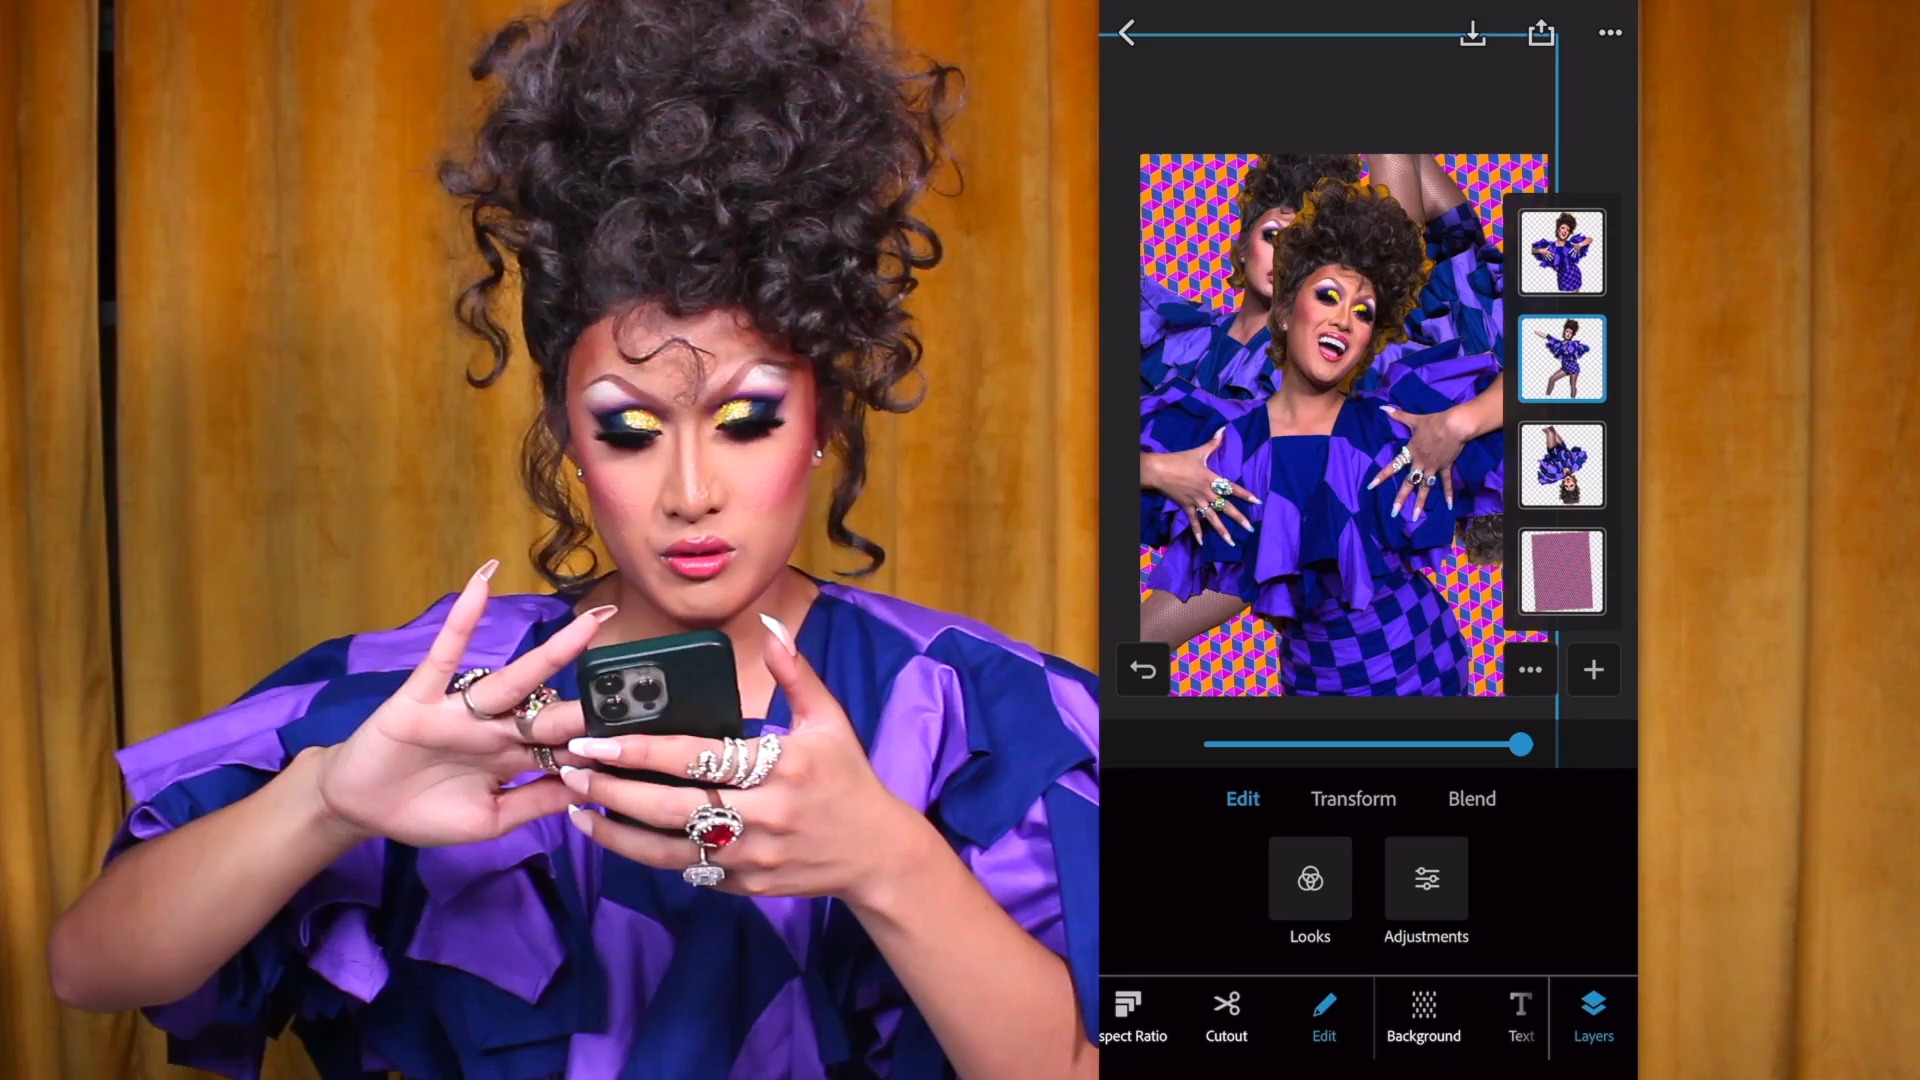 Edit Transform Blend
Looks Adjustments
spect Ratio Cutout Edit Background Text Layers